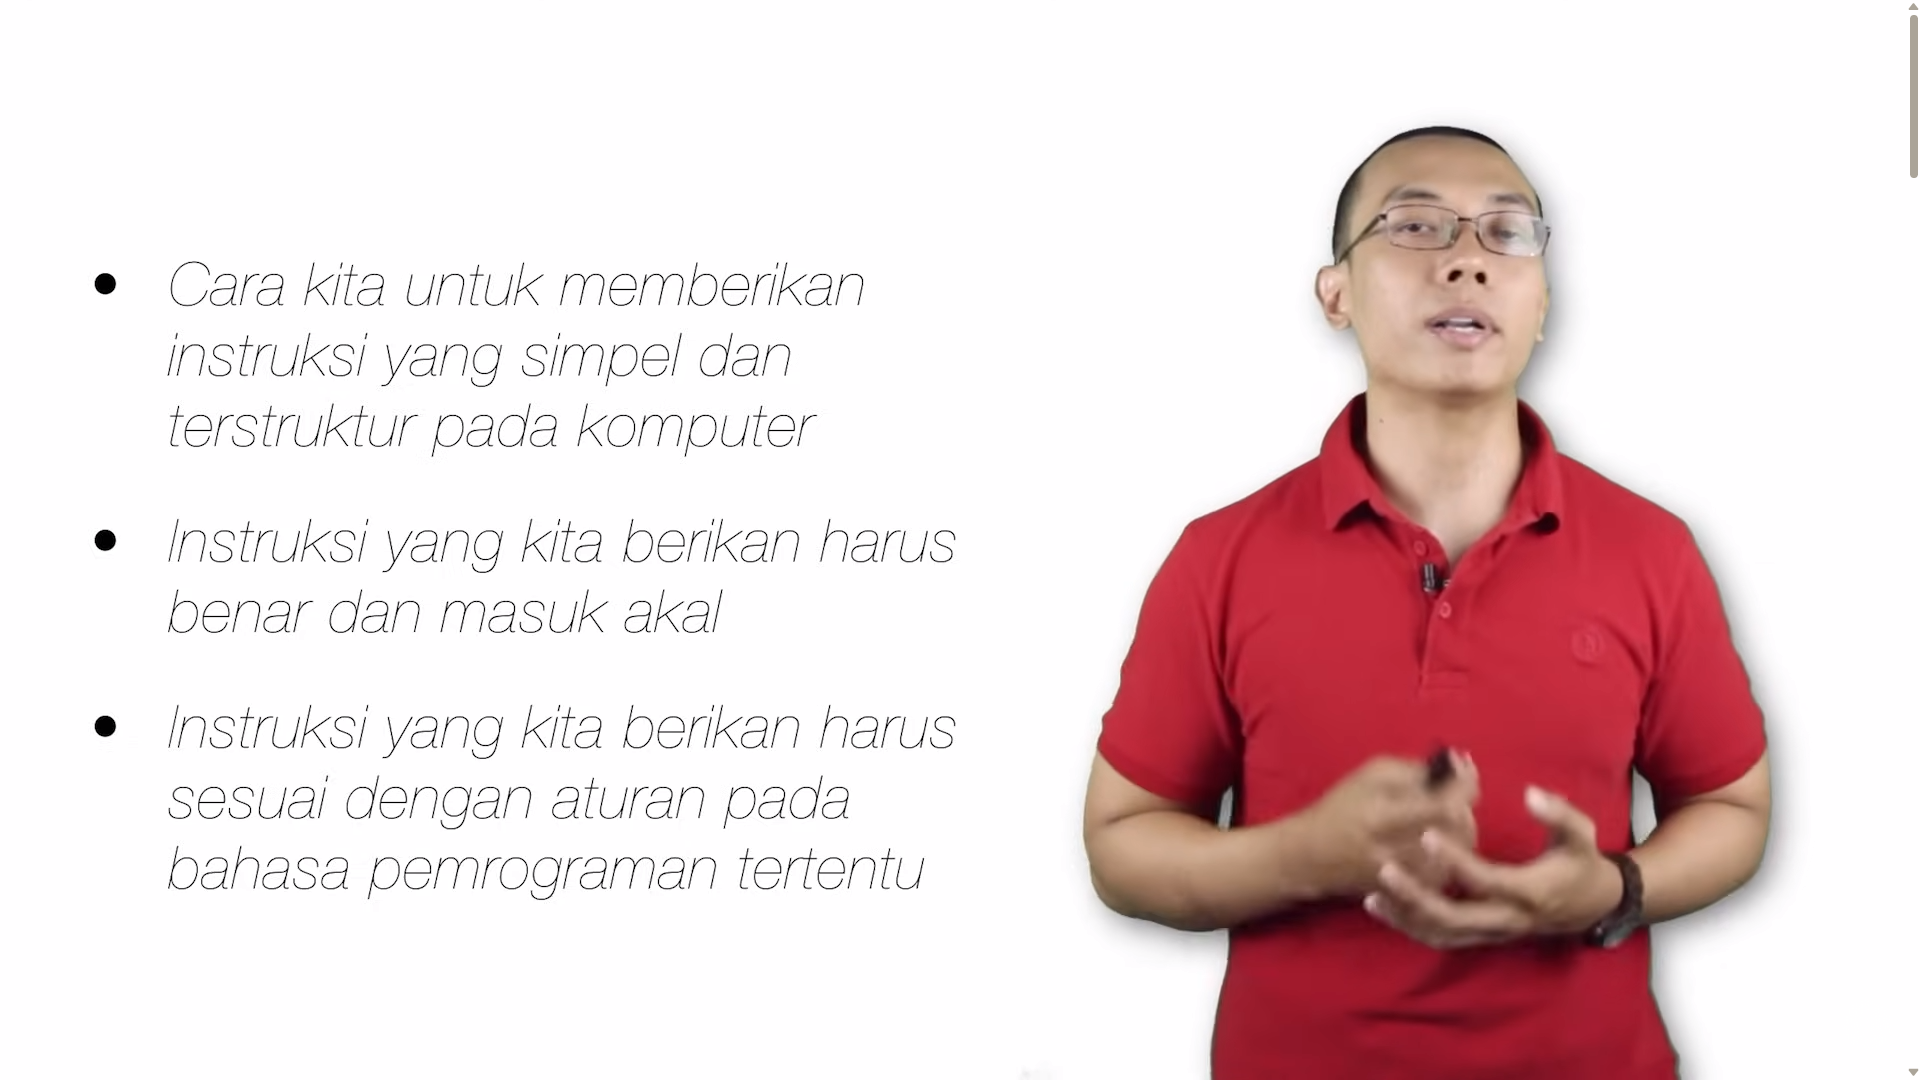 Cara kita untuk memberikan
instruksi yang simpel dan
terstruktur pada komputer
Instruksi yang kita berikan harus
benar dan masuk akal
Instruksi yang kita berikan harus
sesuai dengan aturan pada
bahasa pemrograman tertentu